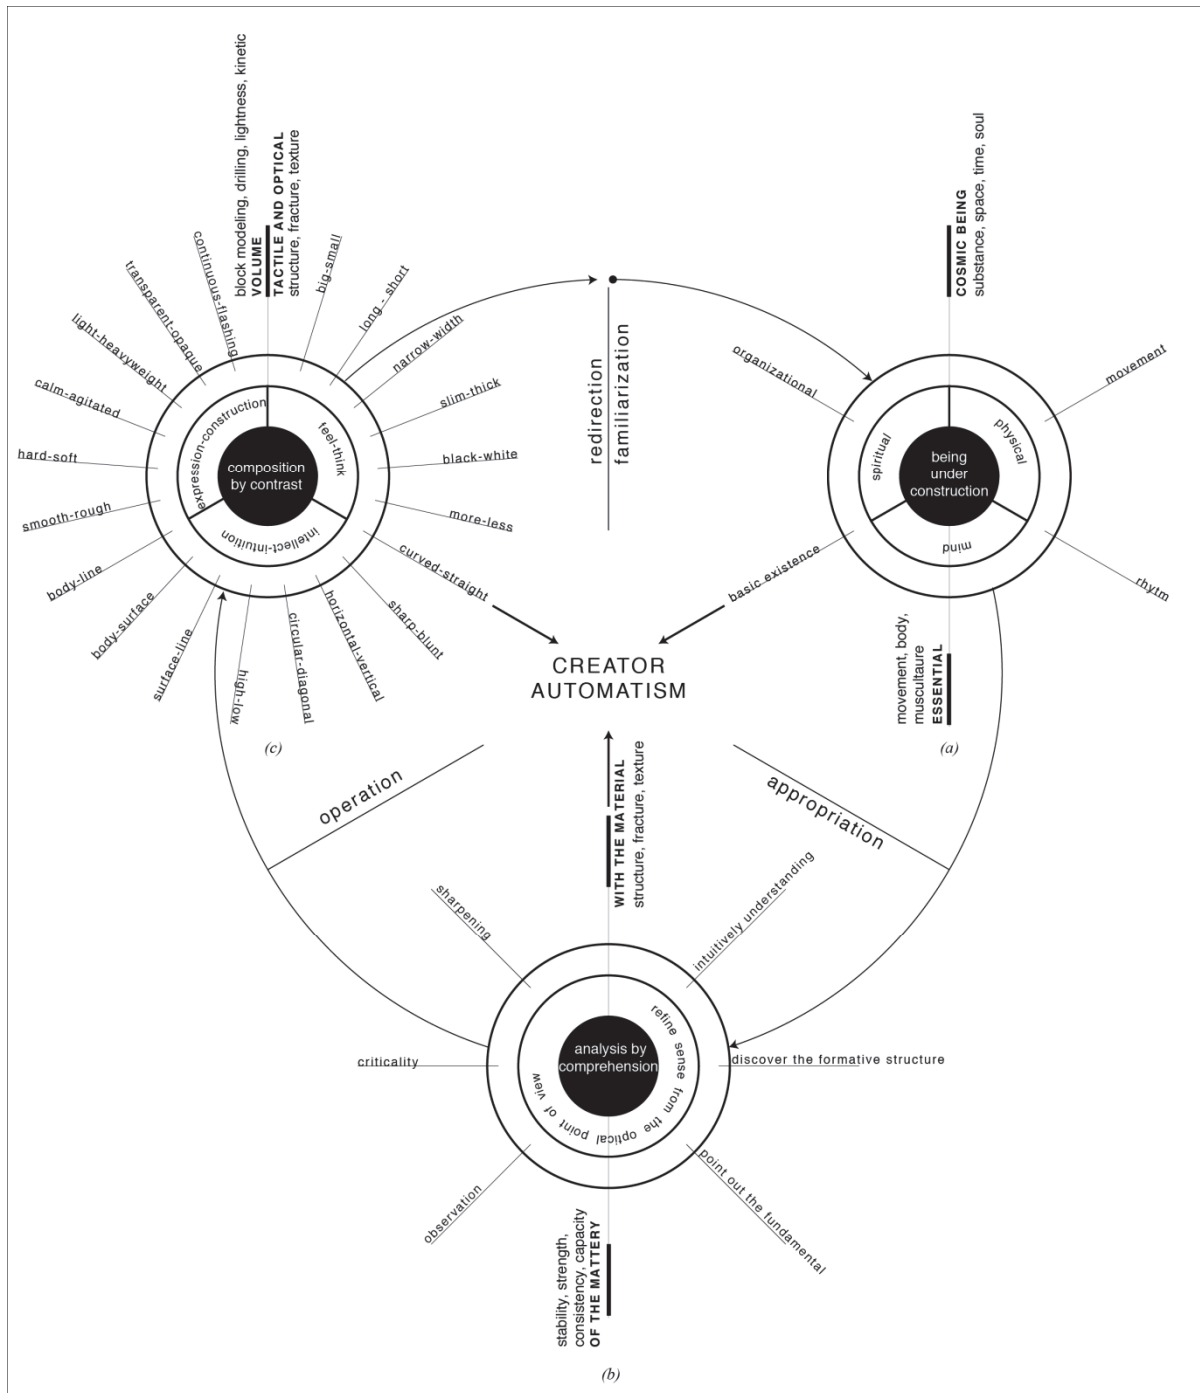 block modeling, drilling, lightness, kinetic
VOLUME
TACTILE AND OPTICAL
structure, fracture, texture
continuous-flashing
transparent-opaque
light-heavyweight
calm-agitated
hard-soft
smooth-rough
body-line
body-surface
surface-line
high-low
circular-diagonal
horizontal-vertical
sharp-blunt
curved-straight
more-less
black-white
slim-thick
narrow-width
long - short
big-small
expression-construction
feel-think
intellect-intuition
composition
by contrast
(c)
redirection
familiarization
COSMIC BEING
substance, space, time, soul
organizational
movement
basic existence
rhytm
spiritual
physical
mind
being
under
construction
movement, body,
muscultaure
ESSENTIAL
(a)
CREATOR
AUTOMATISM
operation
appropriation
WITH THE MATERIAL
structure, fracture, texture
sharpening
intuitively understanding
criticality
discover the formative structure
observation
point out the fundamental
refine sense from the optical point of view
analysis by
comprehension
stability, strength,
consistency, capacity
OF THE MATTERY
(b)